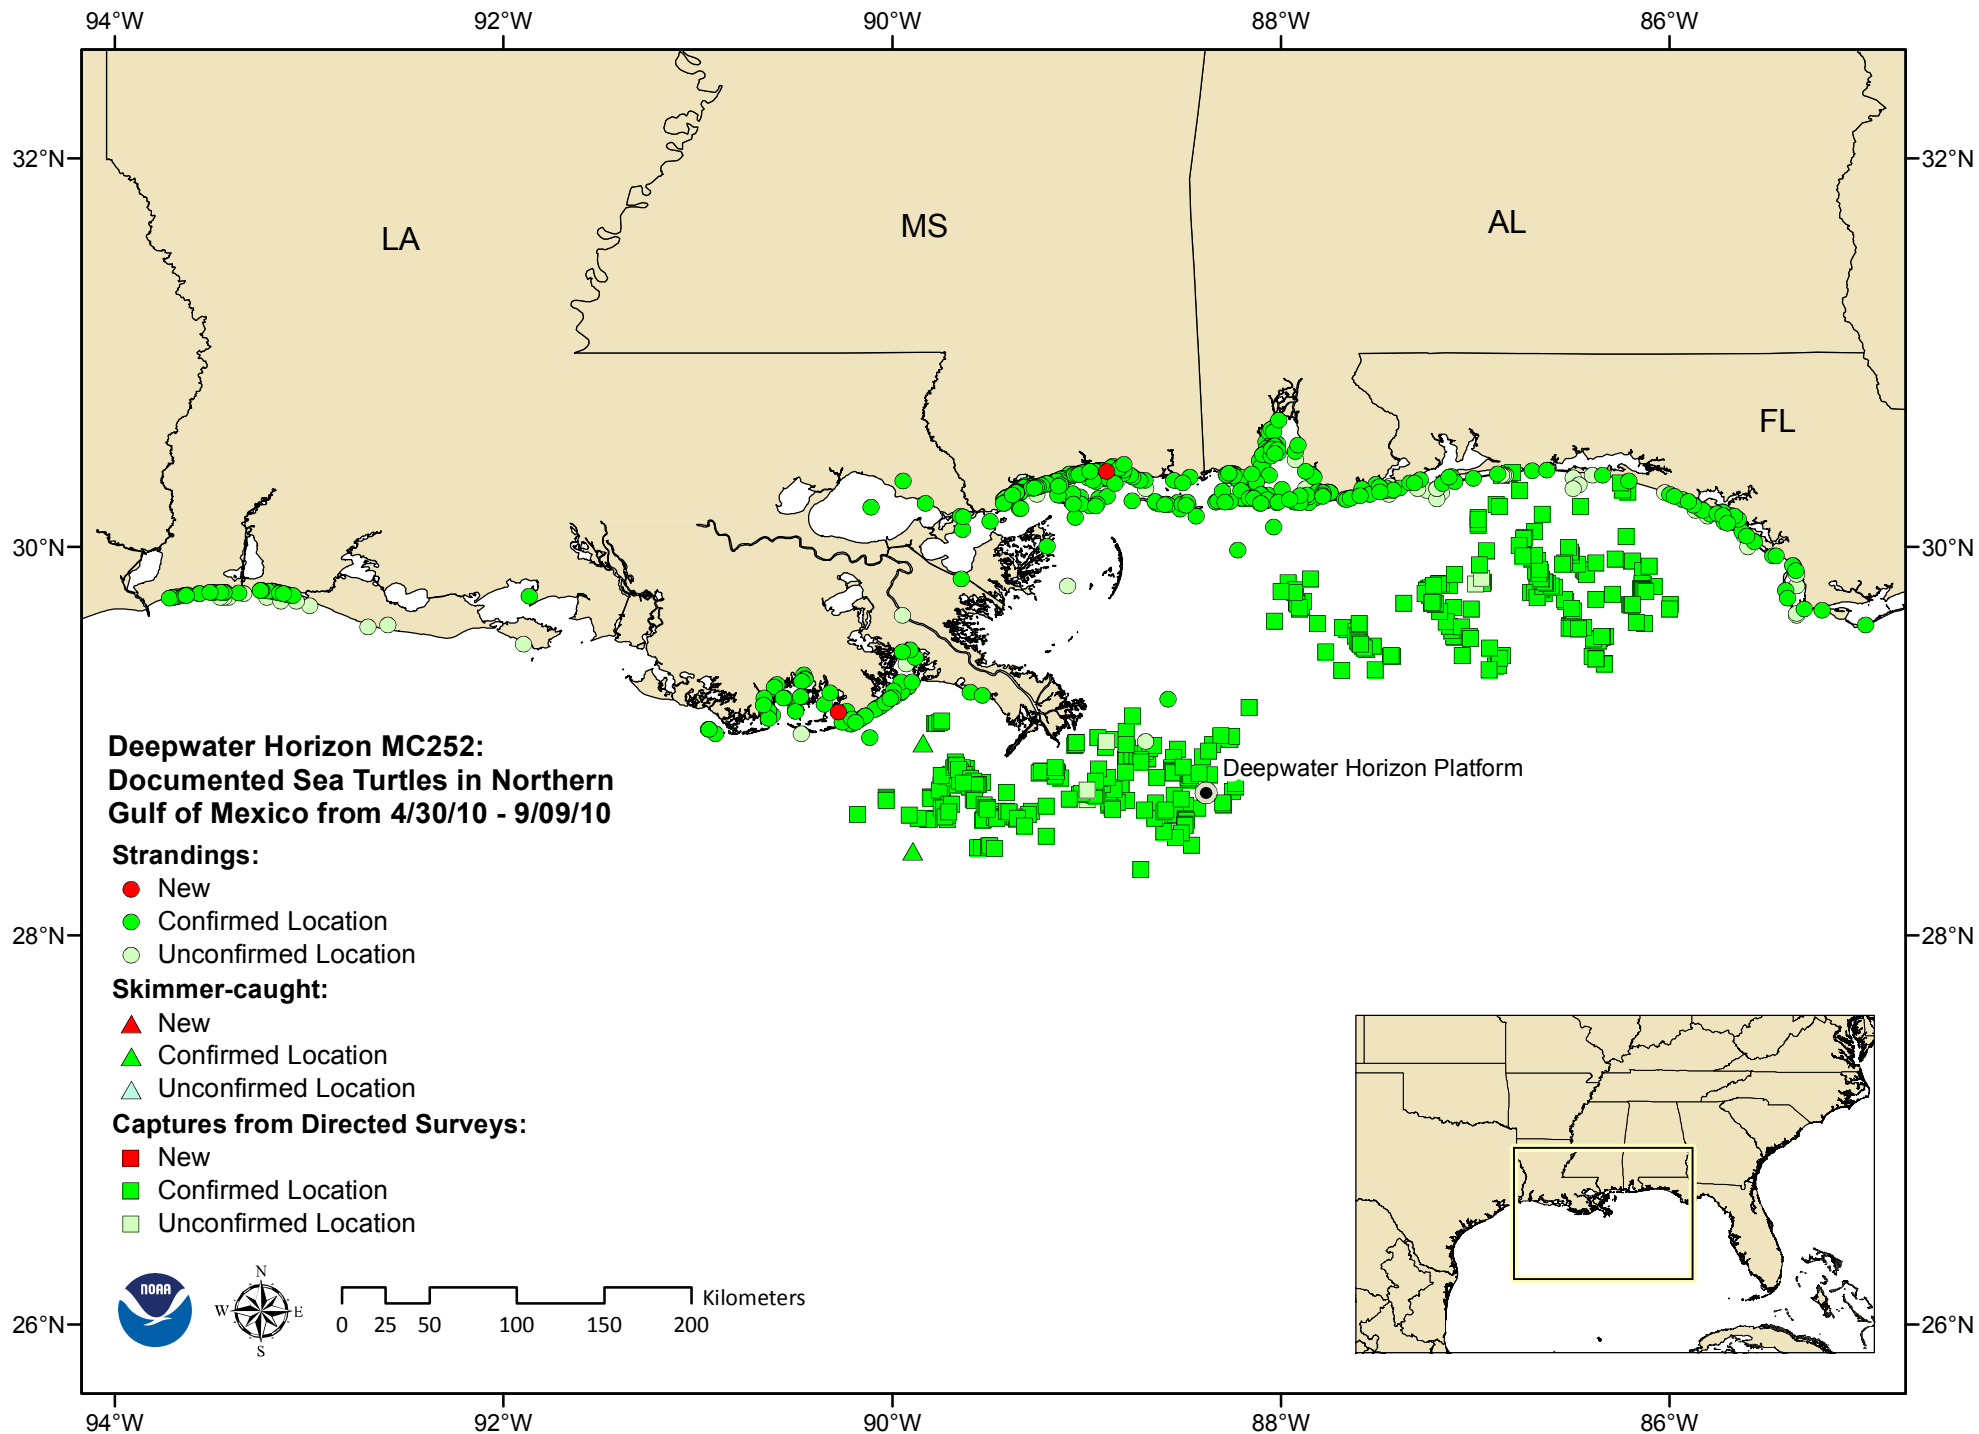 94°W 92°W 90°W 88°W 86°W
32°N 32°N
LA MS AL
FL
30°N 30°N
Deepwater Horizon Platform
Deepwater Horizon MC252:
Documented Sea Turtles in Northern
Gulf of Mexico from 4/30/10 - 9/09/10
Strandings:
New
Confirmed Location
Unconfirmed Location
28°N 28°N
Skimmer-caught:
New
Confirmed Location
Unconfirmed Location
Captures from Directed Surveys:
New
Confirmed Location
Unconfirmed Location
NOAA
N
W E
S
Kilometers
0 25 50 100 150 200
26°N 26°N
94°W 92°W 90°W 88°W 86°W